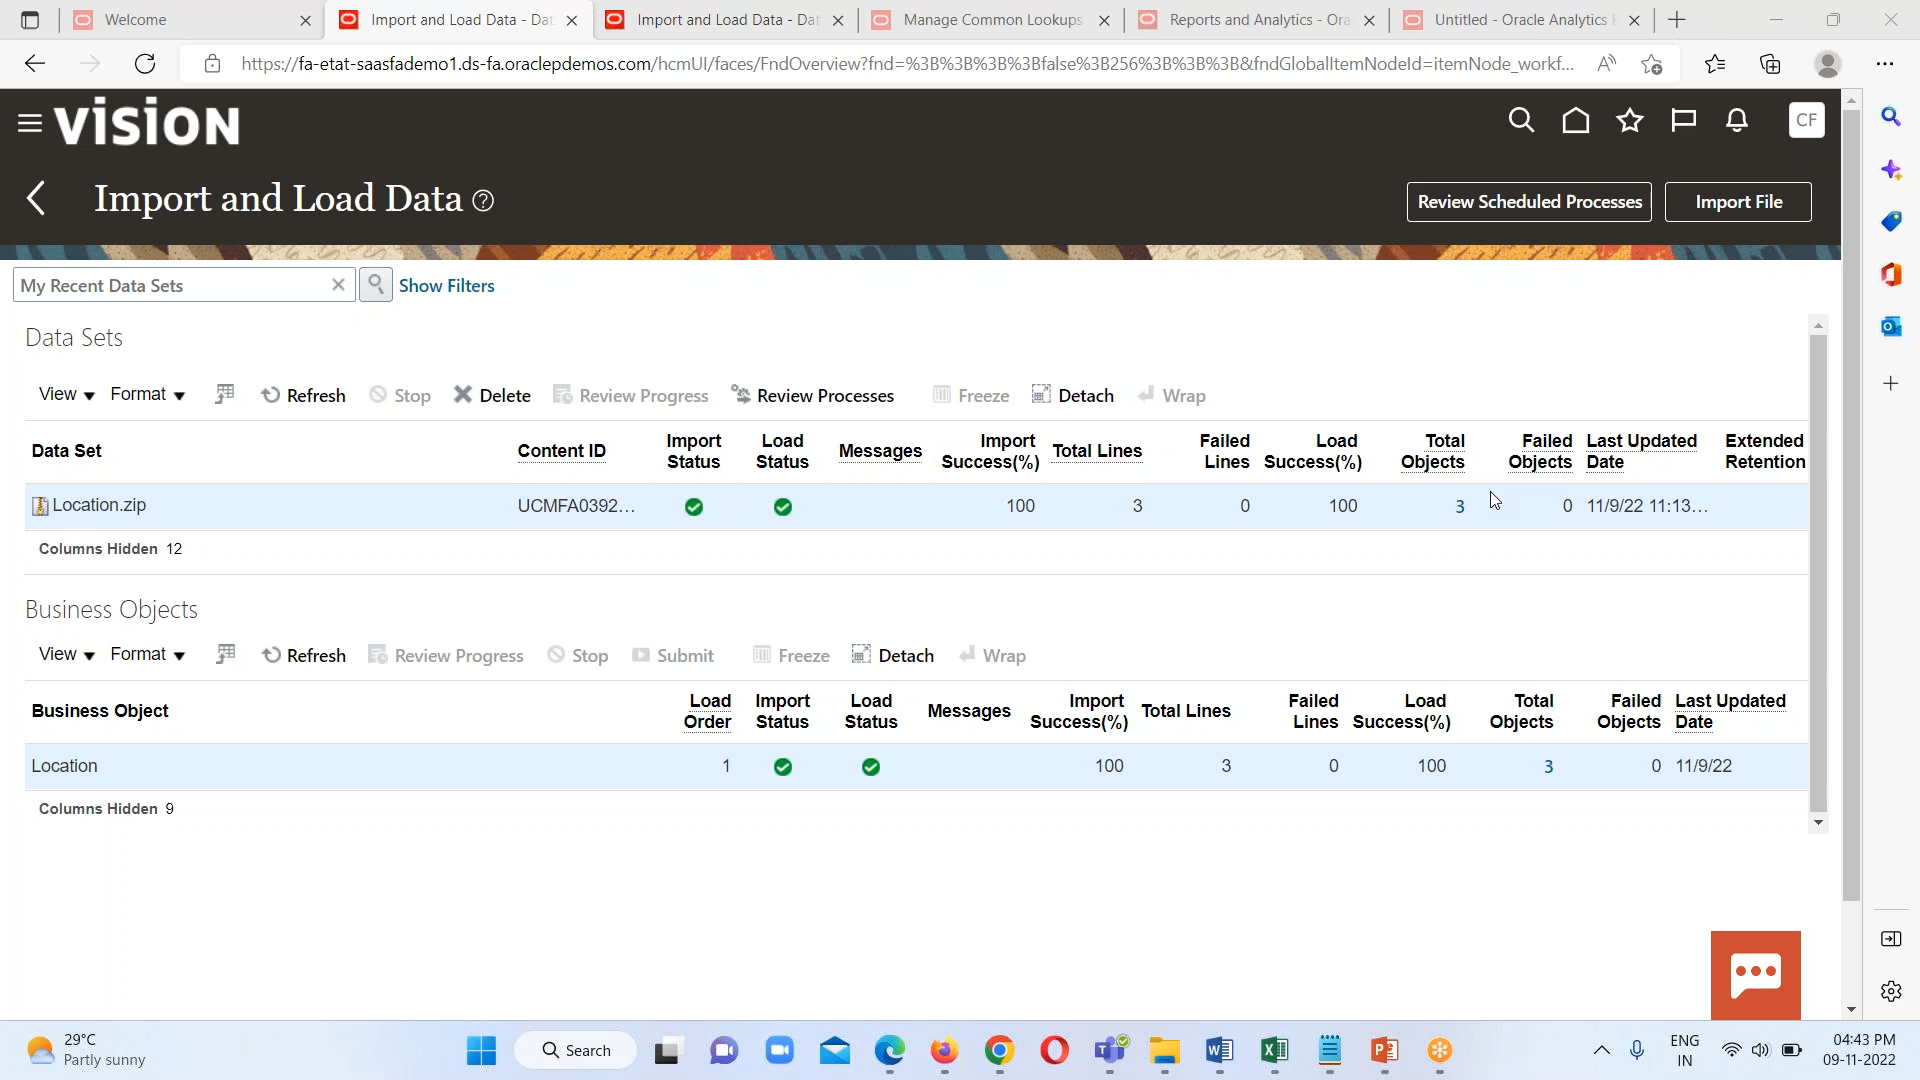 Welcome
Import and Load Data - Dat
Import and Load Data - Dat
Manage Common Lookups
Reports and Analytics - Ora
Untitled - Oracle Analytics P
https://fa-etat-saasfademo1.ds-fa.oraclepdemos.com/hcmUI/faces/FndOverview?fnd=%3B%3B%3B%3Bfalse%3B256%3B%3B%3B&fndGlobalItemNodeId=itemNode_workf...
VISION
CF
Import and Load Data
Review Scheduled Processes
Import File
My Recent Data Sets
Show Filters
Data Sets
View Format Refresh Stop Delete Review Progress Review Processes Freeze Detach Wrap
Data Set Content ID Import Status Load Status Messages Import Success(%) Total Lines Failed Lines Load Success(%) Total Objects Failed Objects Last Updated Date Extended Retention
Location.zip UCMFA0392... 100 3 0 100 3 0 11/9/22 11:13...
Columns Hidden 12
Business Objects
View Format Refresh Review Progress Stop Submit Freeze Detach Wrap
Business Object Load Order Import Status Load Status Messages Import Success(%) Total Lines Failed Lines Load Success(%) Total Objects Failed Objects Last Updated Date
Location 1 100 3 0 100 3 0 11/9/22
Columns Hidden 9
29°C
Partly sunny
Search
ENG
IN
04:43 PM
09-11-2022